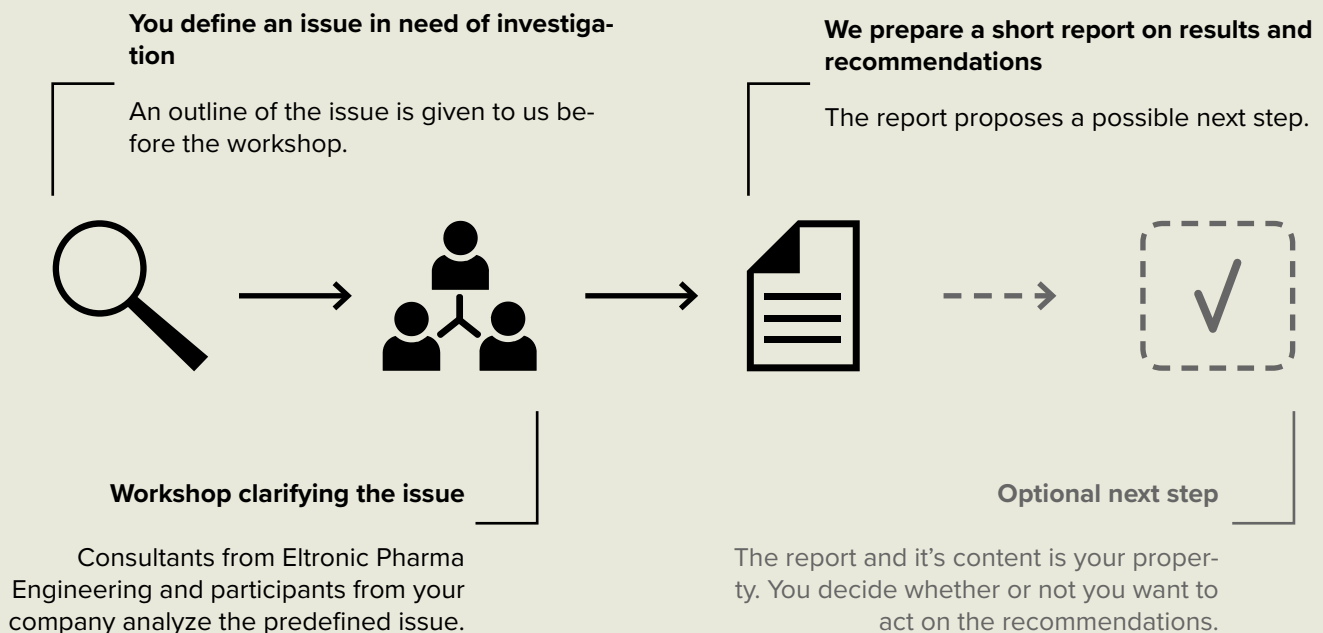 You define an issue in need of investiga-
tion
An outline of the issue is given to us be-
fore the workshop.
Workshop clarifying the issue
Consultants from Eltronic Pharma
Engineering and participants from your
company analyze the predefined issue.
We prepare a short report on results and
recommendations
The report proposes a possible next step.
Optional next step
The report and it’s content is your proper-
ty. You decide whether or not you want to
act on the recommendations.